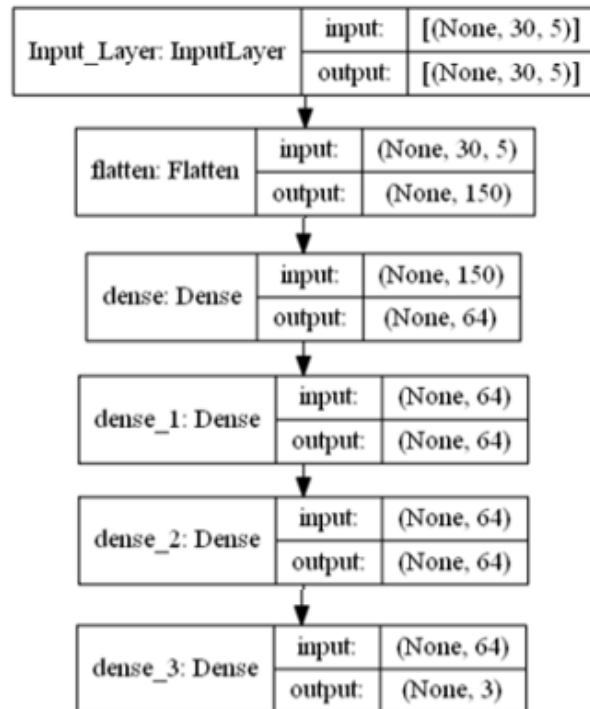 Input_Layer: InputLayer
input: [(None, 30, 5)]
output: [(None, 30, 5)]
flatten: Flatten
input: (None, 30, 5)
output: (None, 150)
dense: Dense
input: (None, 150)
output: (None, 64)
dense_1: Dense
input: (None, 64)
output: (None, 64)
dense_2: Dense
input: (None, 64)
output: (None, 64)
dense_3: Dense
input: (None, 64)
output: (None, 3)